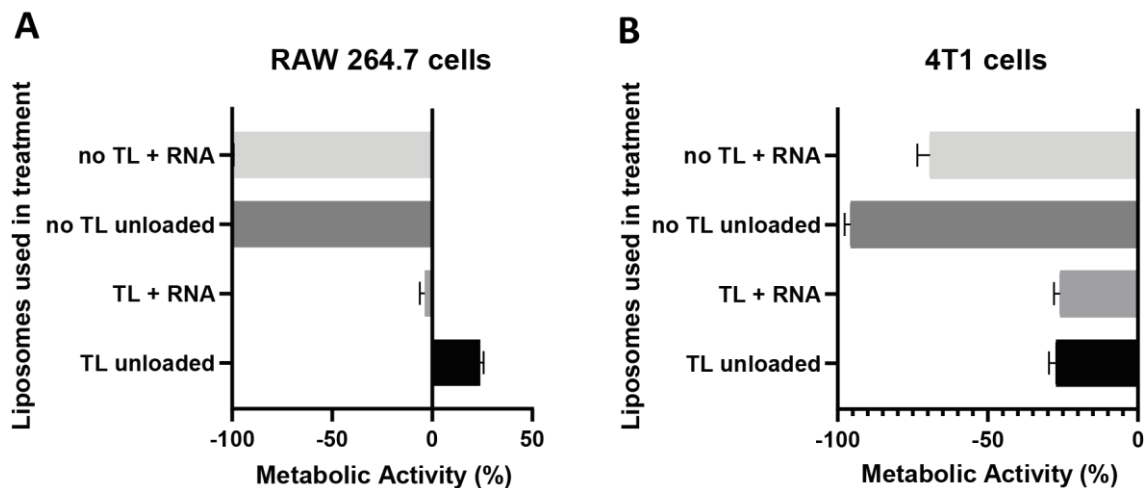 A
RAW 264.7 cells
Liposomes used in treatment
no TL + RNA
no TL unloaded
TL + RNA
TL unloaded
-100
-50
0
50
Metabolic Activity (%)
B
4T1 cells
Liposomes used in treatment
no TL + RNA
no TL unloaded
TL + RNA
TL unloaded
-100
-50
0
Metabolic Activity (%)